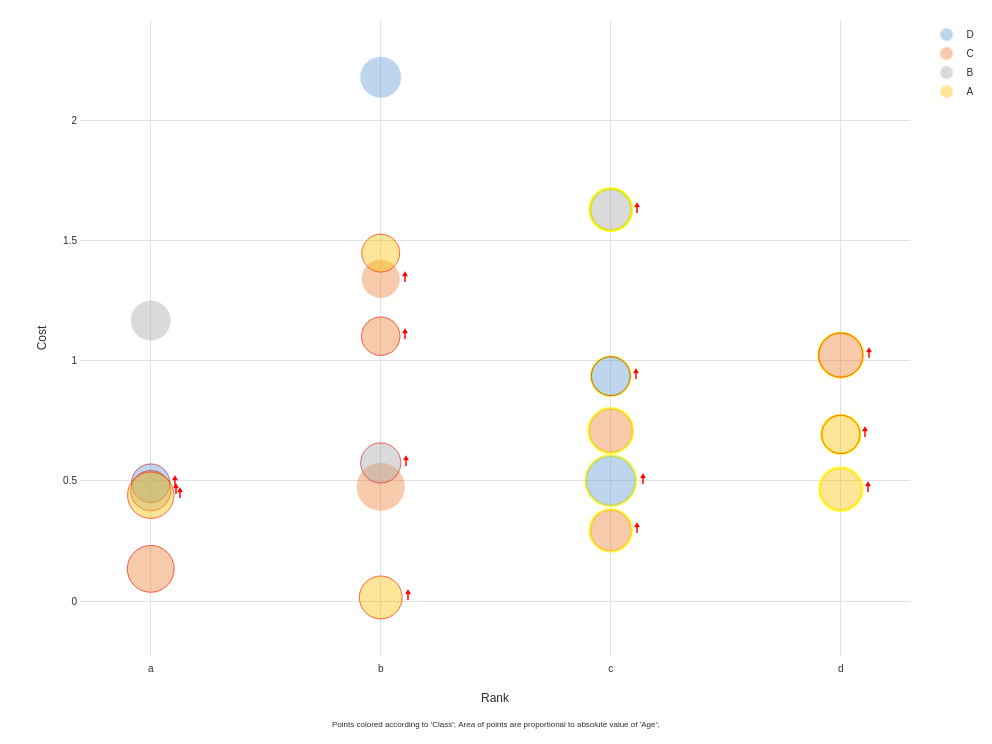 D
C
B
A
2
1.5
1
0.5
0
Cost
a b c d
Rank
Points colored according to 'Class'; Area of points are proportional to absolute value of 'Age';